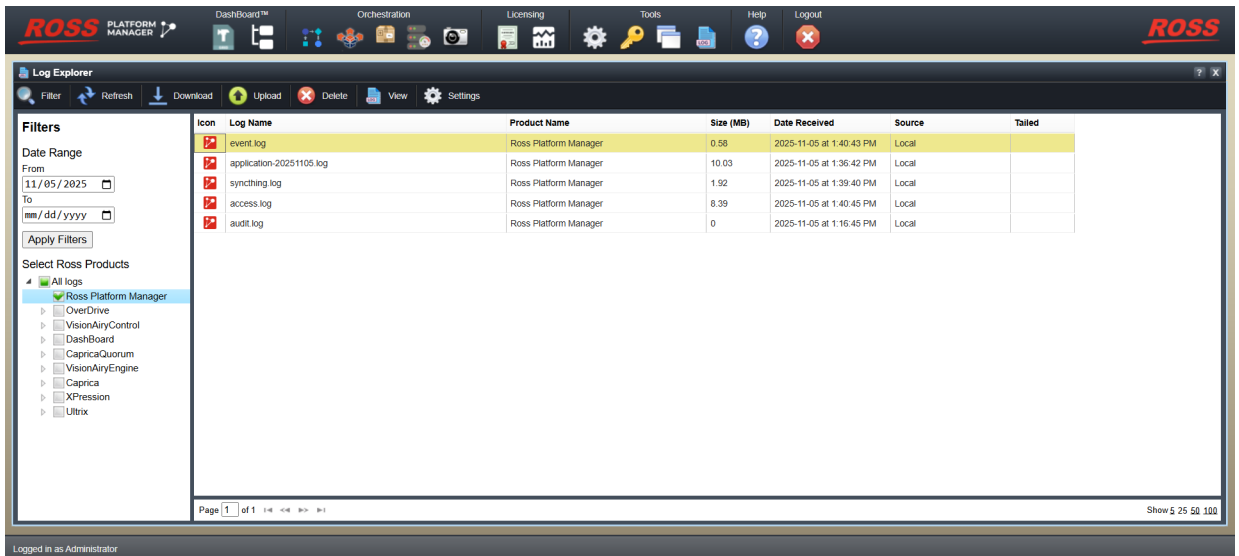 DashBoard™ Orchestration Licensing Tools Help Logout
ROSS PLATFORM MANAGER
LOG
ROSS
Log Explorer ? X
Filter Refresh Download Upload Delete View Settings
Filters
Date Range
From
11/05/2025
To
mm/dd/yyyy
Apply Filters
Select Ross Products
All logs
Ross Platform Manager
OverDrive
VisionAiryControl
DashBoard
CapricaQuorum
VisionAiryEngine
Caprica
XPression
Ultrix
Icon Log Name Product Name Size (MB) Date Received Source Tailed
event.log Ross Platform Manager 0.58 2025-11-05 at 1:40:43 PM Local
application-20251105.log Ross Platform Manager 10.03 2025-11-05 at 1:36:42 PM Local
syncthing.log Ross Platform Manager 1.92 2025-11-05 at 1:39:40 PM Local
access.log Ross Platform Manager 8.39 2025-11-05 at 1:40:45 PM Local
audit.log Ross Platform Manager 0 2025-11-05 at 1:16:45 PM Local
Page 1 of 1 Show 5 25 50 100
Logged in as Administrator